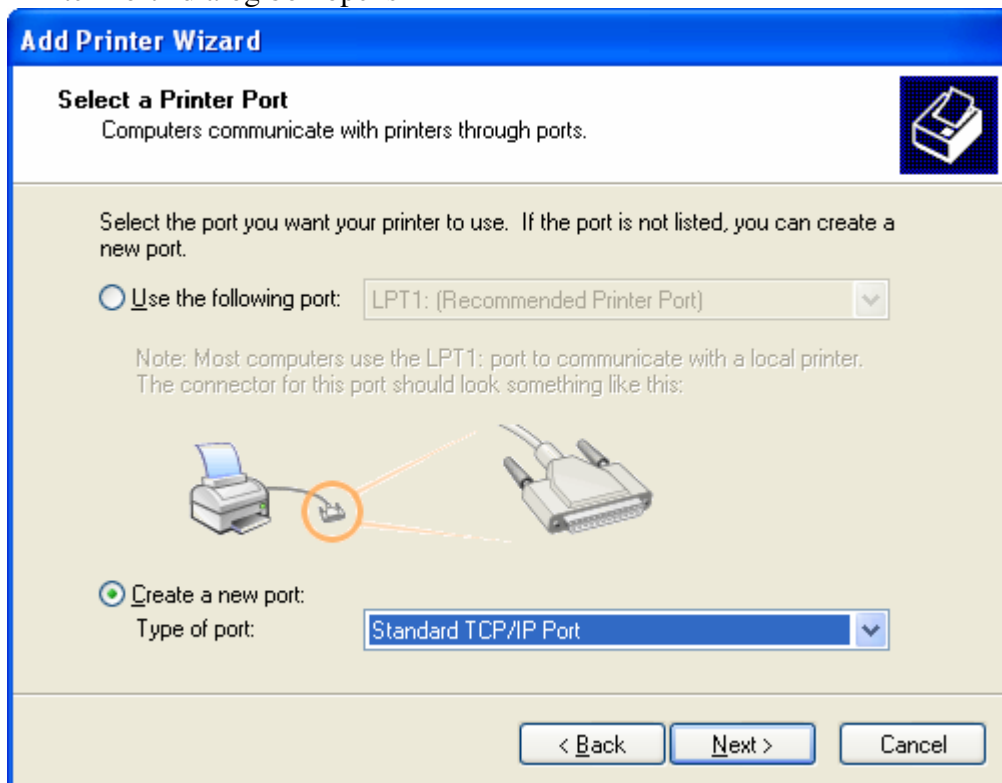 Add Printer Wizard
Select a Printer Port
Computers communicate with printers through ports.
Select the port you want your printer to use. If the port is not listed, you can create a
new port.
Use the following port: LPT1: (Recommended Printer Port)
Note: Most computers use the LPT1: port to communicate with a local printer.
The connector for this port should look something like this:
Create a new port:
Type of port: Standard TCP/IP Port
< Back Next > Cancel